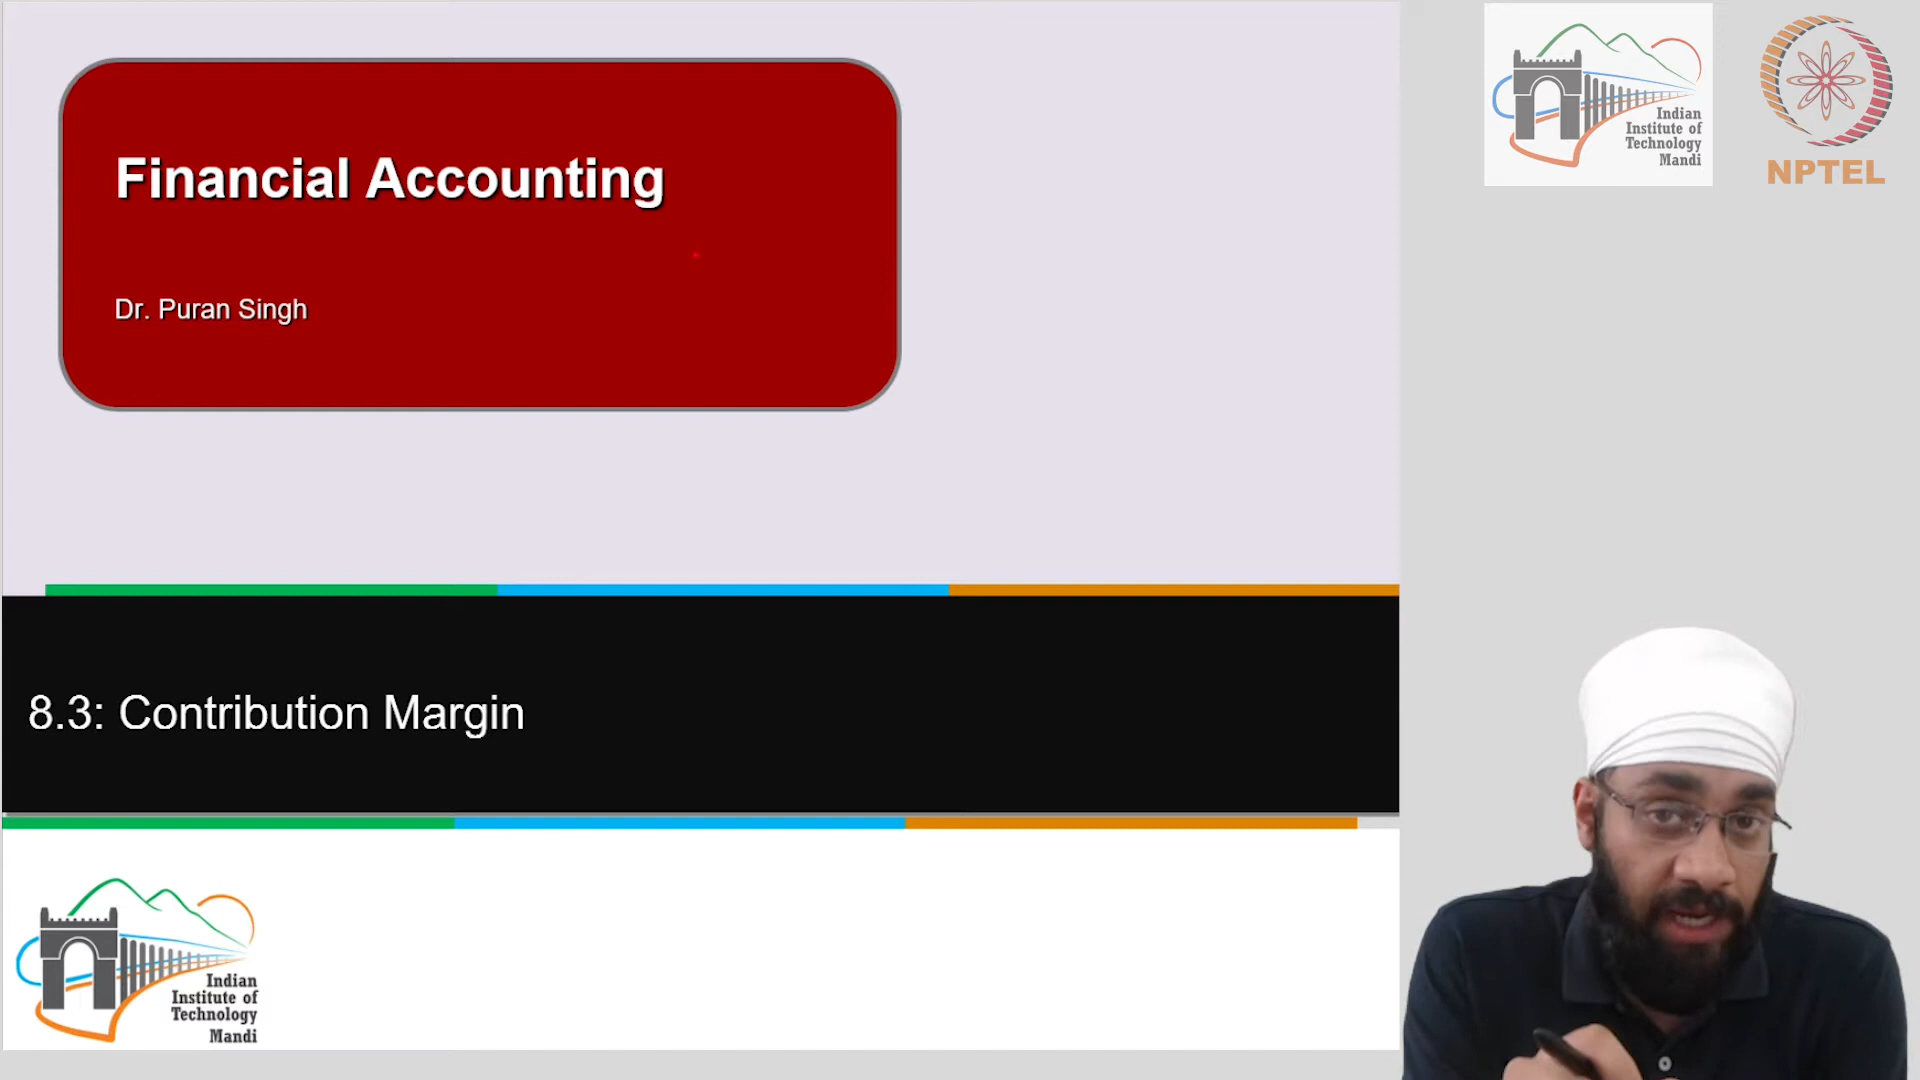 Financial Accounting
Dr. Puran Singh
8.3: Contribution Margin
Indian
Institute of
Technology
Mandi
Indian
Institute of
Technology
Mandi
NPTEL